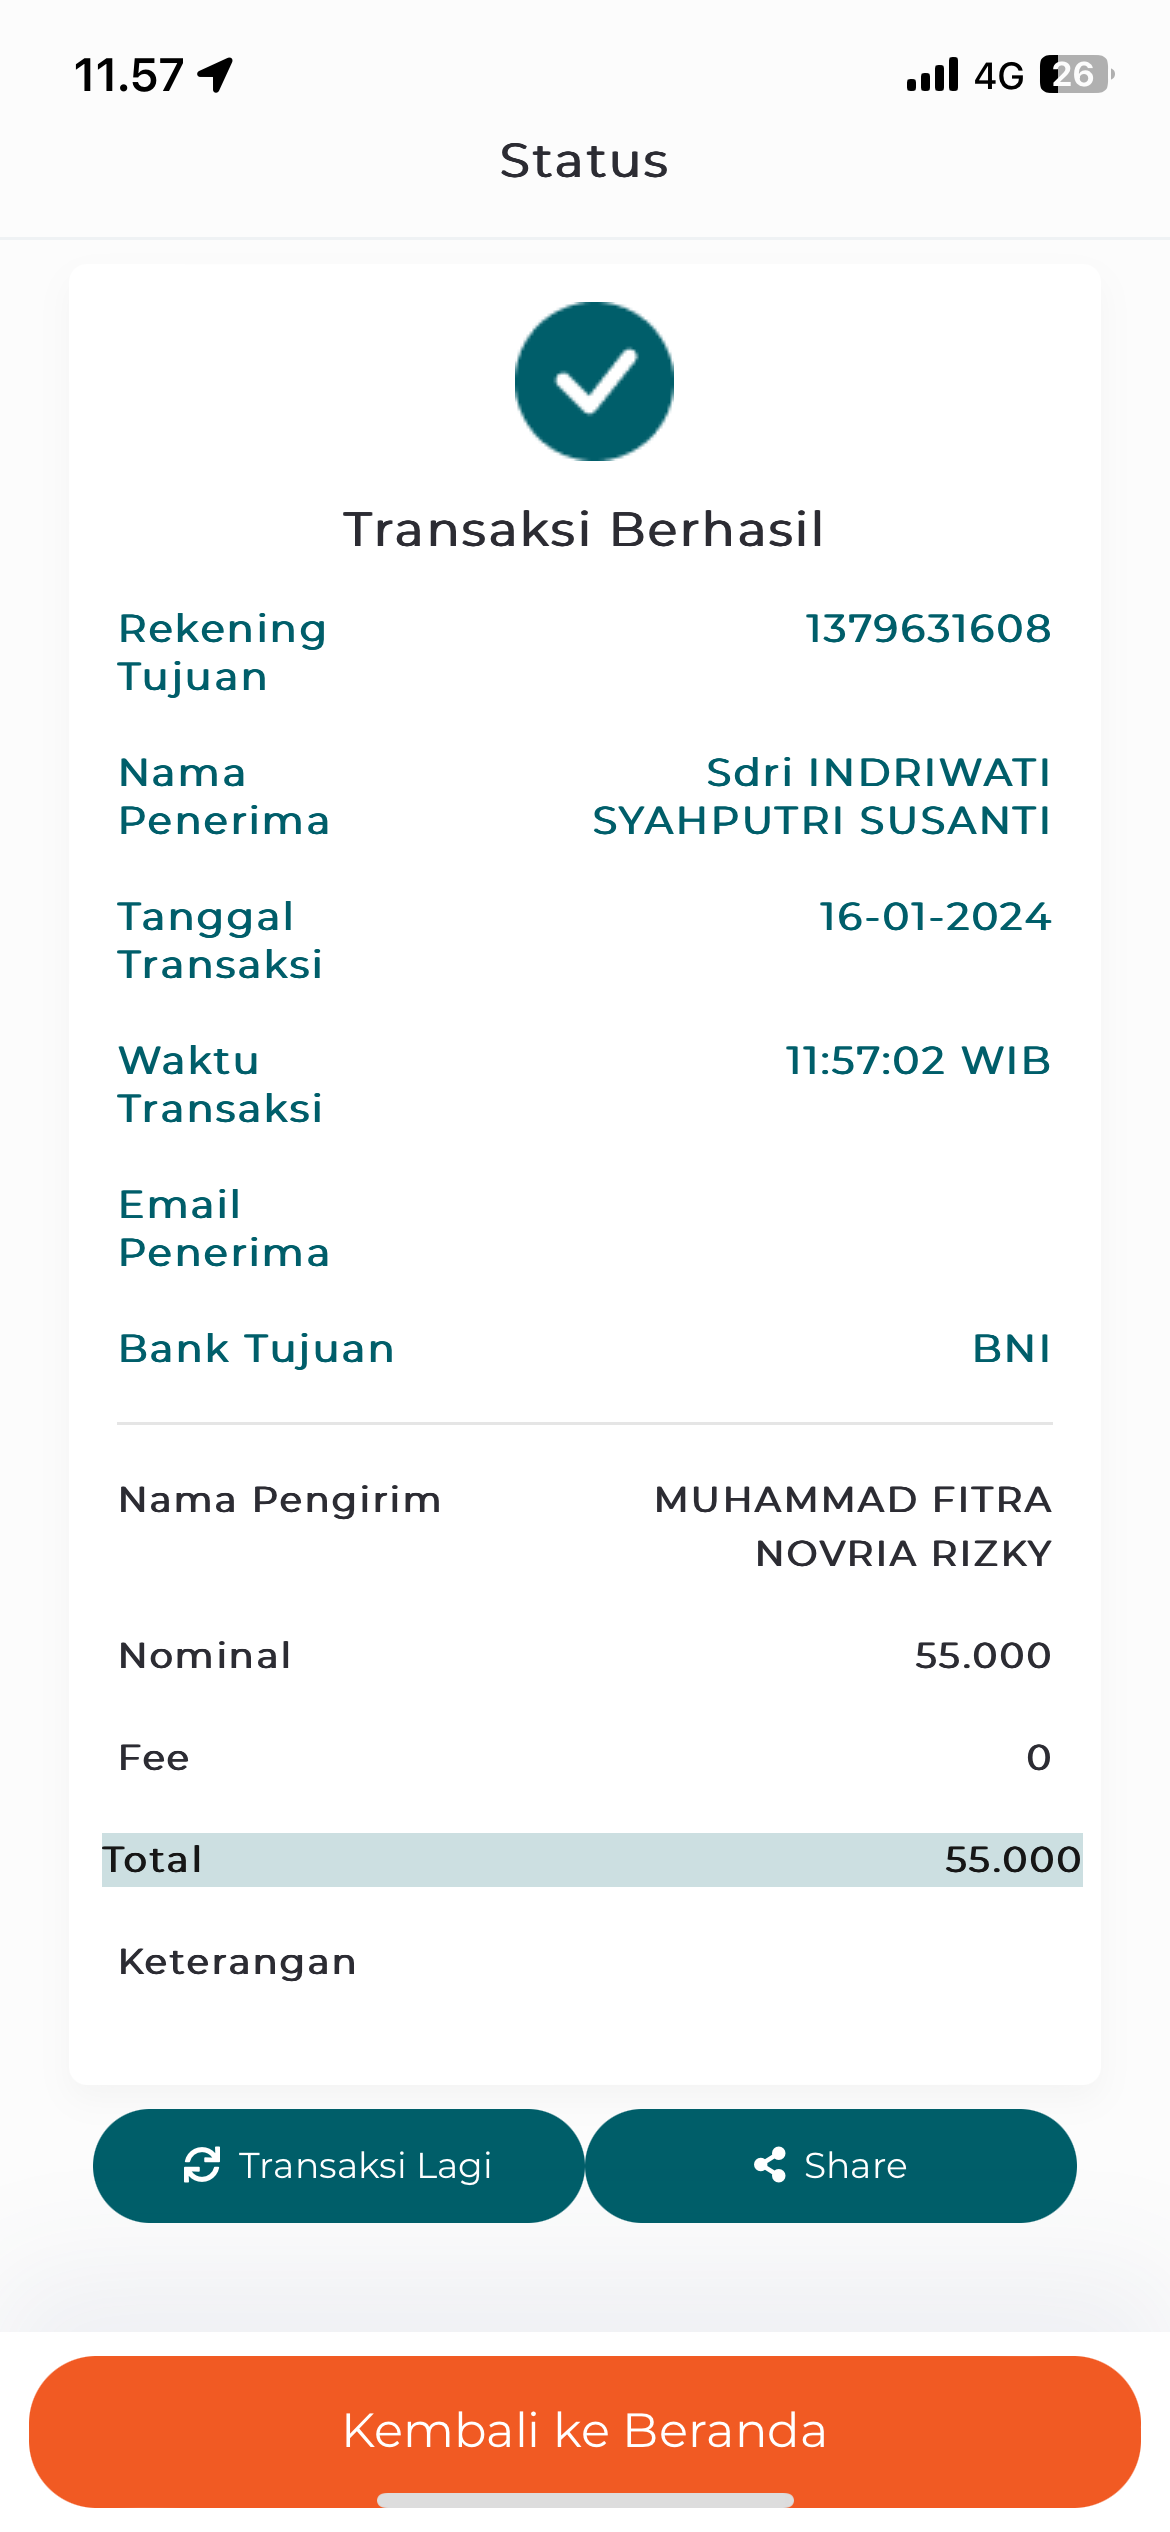 11.57 4G 26
Status
Transaksi Berhasil
Rekening 1379631608
Tujuan
Nama Sdri INDRIWATI
Penerima SYAHPUTRI SUSANTI
Tanggal 16-01-2024
Transaksi
Waktu 11:57:02 WIB
Transaksi
Email
Penerima
Bank Tujuan BNI
Nama Pengirim MUHAMMAD FITRA
NOVRIA RIZKY
Nominal 55.000
Fee 0
Total 55.000
Keterangan
Transaksi Lagi Share
Kembali ke Beranda